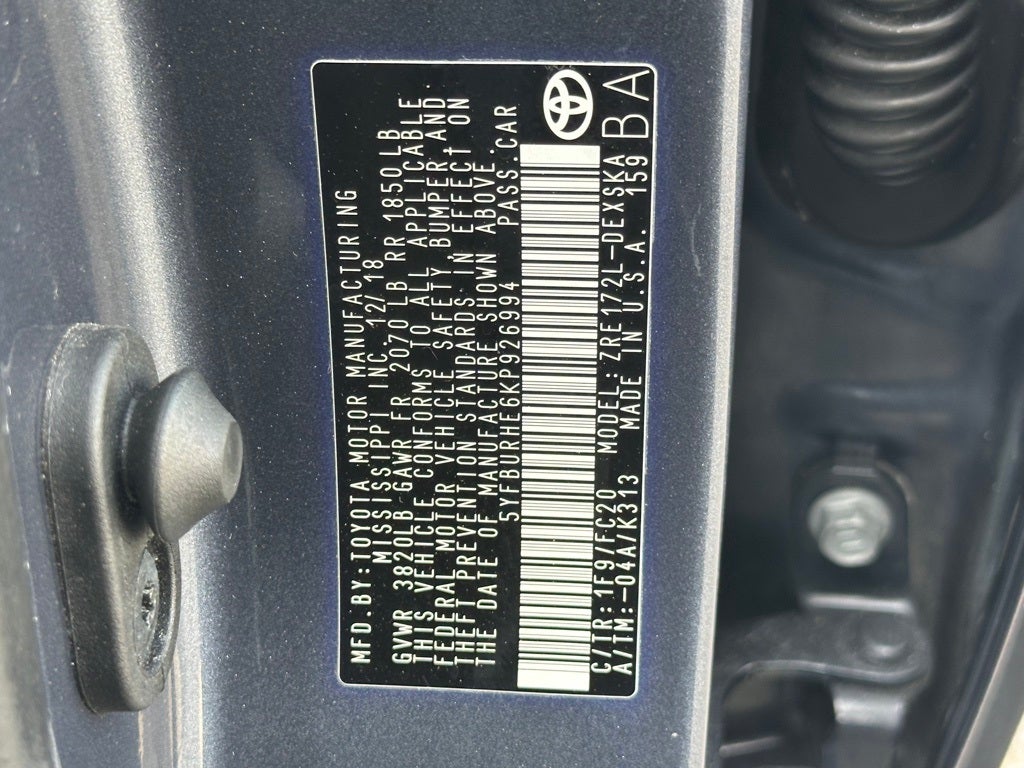 MFD.BY:TOYOTA MOTOR MANUFACTURING
MISSISSIPPI INC 12/18
GVWR 3820LB GAWR FR 2070LB RR 1850LB
THIS VEHICLE CONFORMS TO ALL APPLICABLE
FEDERAL MOTOR VEHICLE SAFETY, BUMPER AND
THEFT PREVENTION STANDARDS IN EFFECT ON
THE DATE OF MANUFACTURE SHOWN ABOVE.
5YFBURHE6KP926994 PASS.CAR
C/TR:1F9/FC20 MODEL:ZRE172L-DEXSKA
A/TM:-04A/K313 MADE IN U.S.A. 159 BA